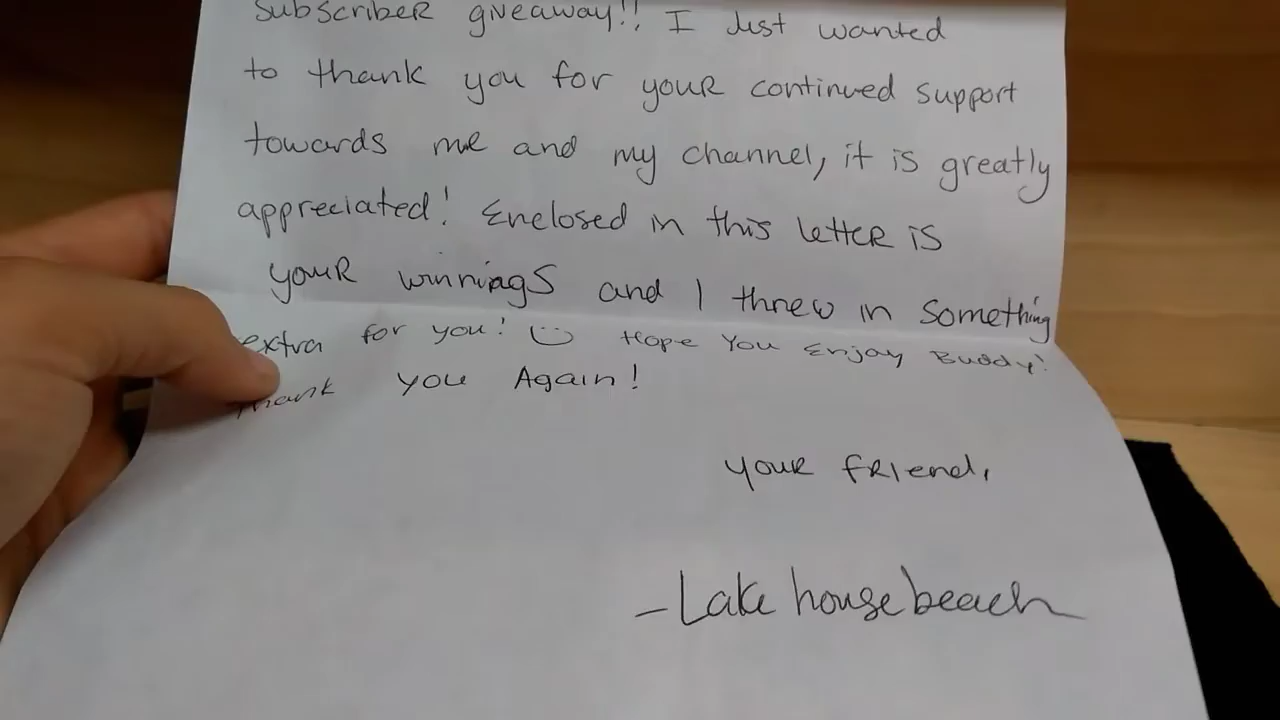 subscriber giveaway!! I Just wanted
to thank you for your continued support
towards me and my channel, it is greatly
appreciated! Enclosed in this letter is
your winnings and I threw in something
extra for you! :) Hope You Enjoy Buddy!
Thank you Again!
your friend,
- Lake house beach